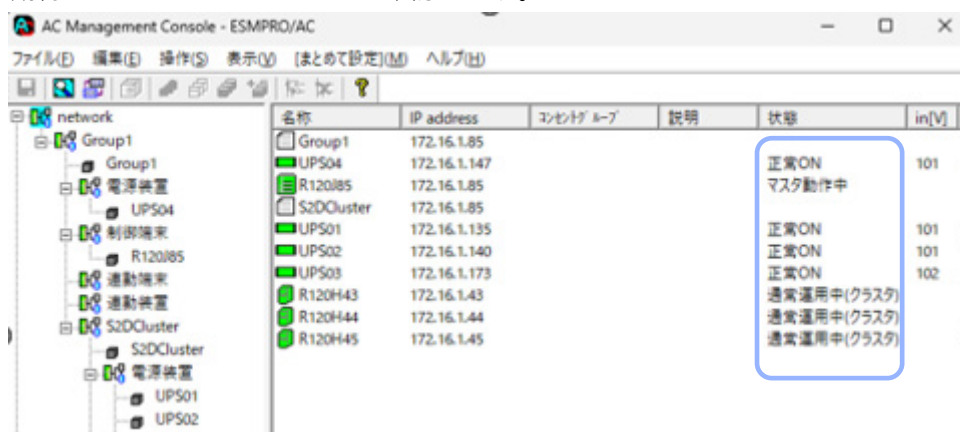 AC Management Console - ESMPRO/AC
ファイル(F) 編集(E) 操作(S) 表示(V) [まとめて設定](M) ヘルプ(H)
名称 IP address コンセントグループ 説明 状態 in[V]
network
Group1
Group1
電源装置
UPS04
制御端末
R120J85
連動端末
連動装置
S2DCluster
S2DCluster
電源装置
UPS01
UPS02
Group1 172.16.1.85
UPS04 172.16.1.147 正常ON 101
R120J85 172.16.1.85 マスタ動作中
S2DCluster 172.16.1.85
UPS01 172.16.1.135 正常ON 101
UPS02 172.16.1.140 正常ON 101
UPS03 172.16.1.173 正常ON 102
R120H43 172.16.1.43 通常運用中(クラスタ)
R120H44 172.16.1.44 通常運用中(クラスタ)
R120H45 172.16.1.45 通常運用中(クラスタ)